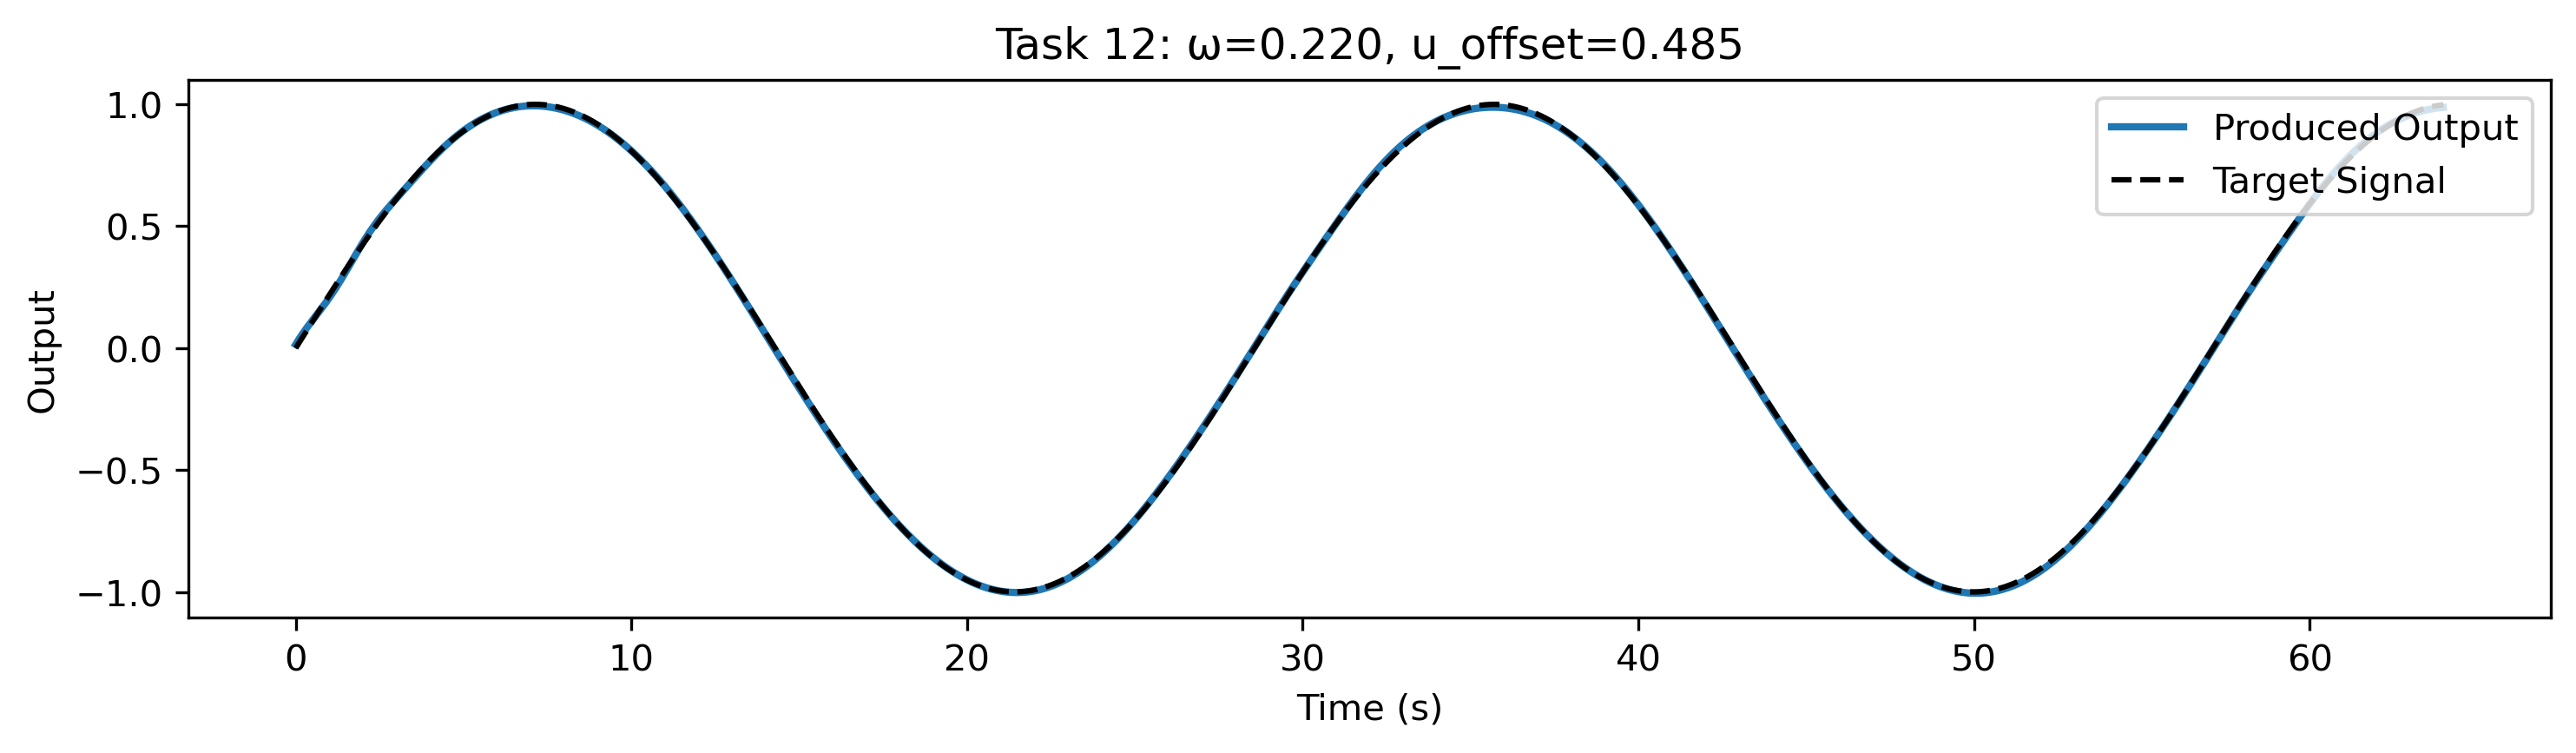 Task 12: ω=0.220, u_offset=0.485
1.0
0.5
0.0
−0.5
−1.0
Output
Produced Output
Target Signal
0 10 20 30 40 50 60
Time (s)